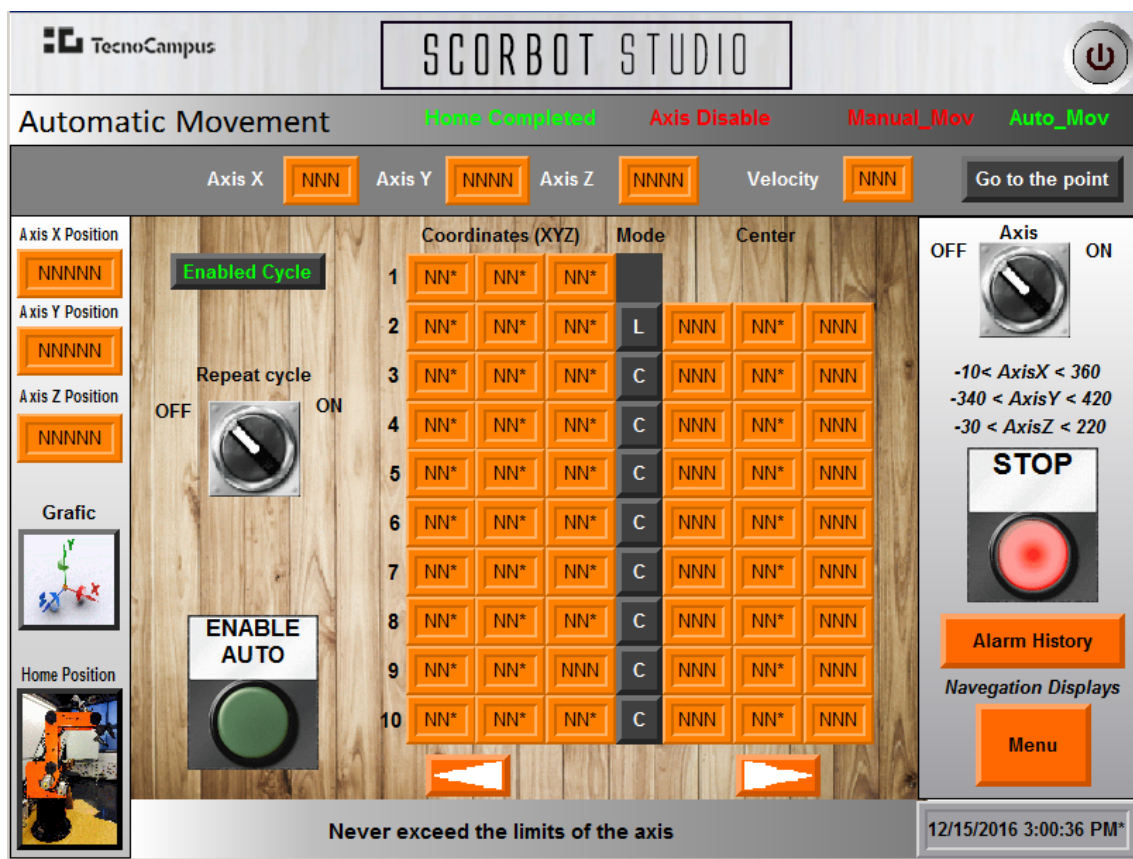 TecnoCampus
SCORBOT STUDIO
Automatic Movement Home Completed Axis Disable Manual_Mov Auto_Mov
Axis X NNN Axis Y NNNN Axis Z NNNN Velocity NNN Go to the point
Axis X Position
NNNNN
Axis Y Position
NNNNN
Axis Z Position
NNNNN
Grafic
Y
X
Z
Home Position
Enabled Cycle
Repeat cycle
OFF ON
ENABLE
AUTO
Coordinates (XYZ) Mode Center
1 NN* NN* NN*
2 NN* NN* NN* L NNN NN* NNN
3 NN* NN* NN* C NNN NN* NNN
4 NN* NN* NN* C NNN NN* NNN
5 NN* NN* NN* C NNN NN* NNN
6 NN* NN* NN* C NNN NN* NNN
7 NN* NN* NN* C NNN NN* NNN
8 NN* NN* NN* C NNN NN* NNN
9 NN* NN* NNN C NNN NN* NNN
10 NN* NN* NN* C NNN NN* NNN
Axis
OFF ON
-10< AxisX < 360
-340 < AxisY < 420
-30 < AxisZ < 220
STOP
Alarm History
Navegation Displays
Menu
Never exceed the limits of the axis
12/15/2016 3:00:36 PM*